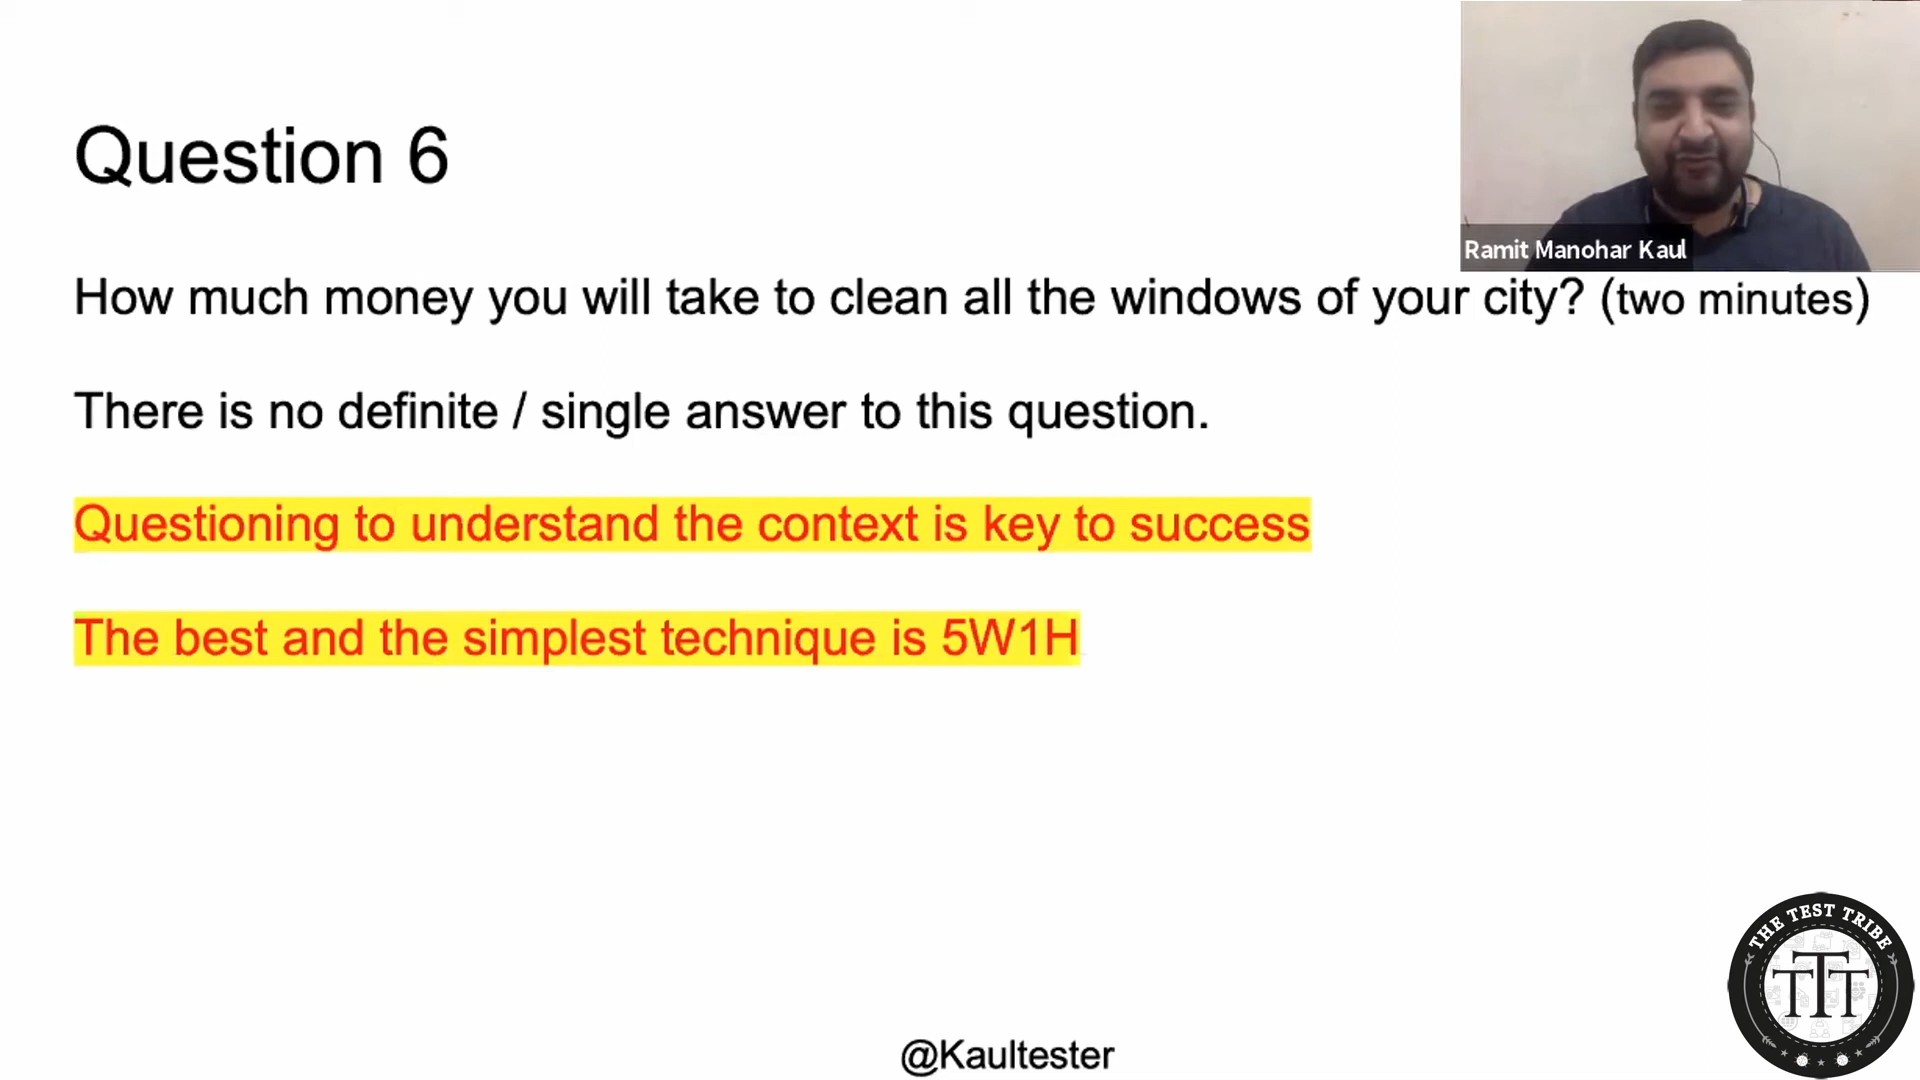 Question 6
Ramit Manohar Kaul
How much money you will take to clean all the windows of your city? (two minutes)
There is no definite / single answer to this question.
Questioning to understand the context is key to success
The best and the simplest technique is 5W1H
THE TEST TRIBE
TTT
@Kaultester